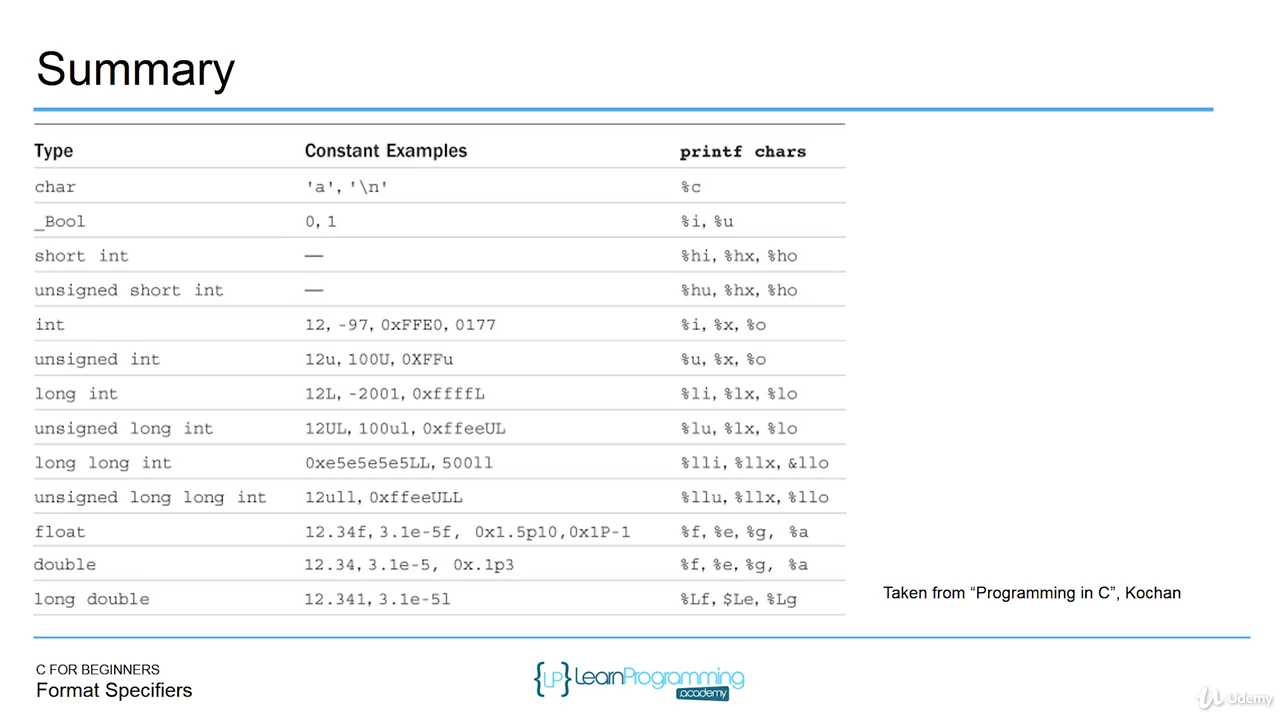 Summary
Type Constant Examples printf chars
char 'a', '\n' %c
_Bool 0, 1 %i, %u
short int — %hi, %hx, %ho
unsigned short int — %hu, %hx, %ho
int 12, -97, 0xFFE0, 0177 %i, %x, %o
unsigned int 12u, 100U, 0XFFu %u, %x, %o
long int 12L, -2001, 0xffffL %li, %lx, %lo
unsigned long int 12UL, 100ul, 0xffeeUL %lu, %lx, %lo
long long int 0xe5e5e5e5LL, 500ll %lli, %llx, &llo
unsigned long long int 12ull, 0xffeeULL %llu, %llx, %llo
float 12.34f, 3.1e-5f, 0x1.5p10,0x1P-1 %f, %e, %g, %a
double 12.34, 3.1e-5, 0x.1p3 %f, %e, %g, %a
long double 12.34l, 3.1e-5l %Lf, $Le, %Lg
Taken from “Programming in C”, Kochan
C FOR BEGINNERS
Format Specifiers
{LP} LearnProgramming
.academy
Udemy